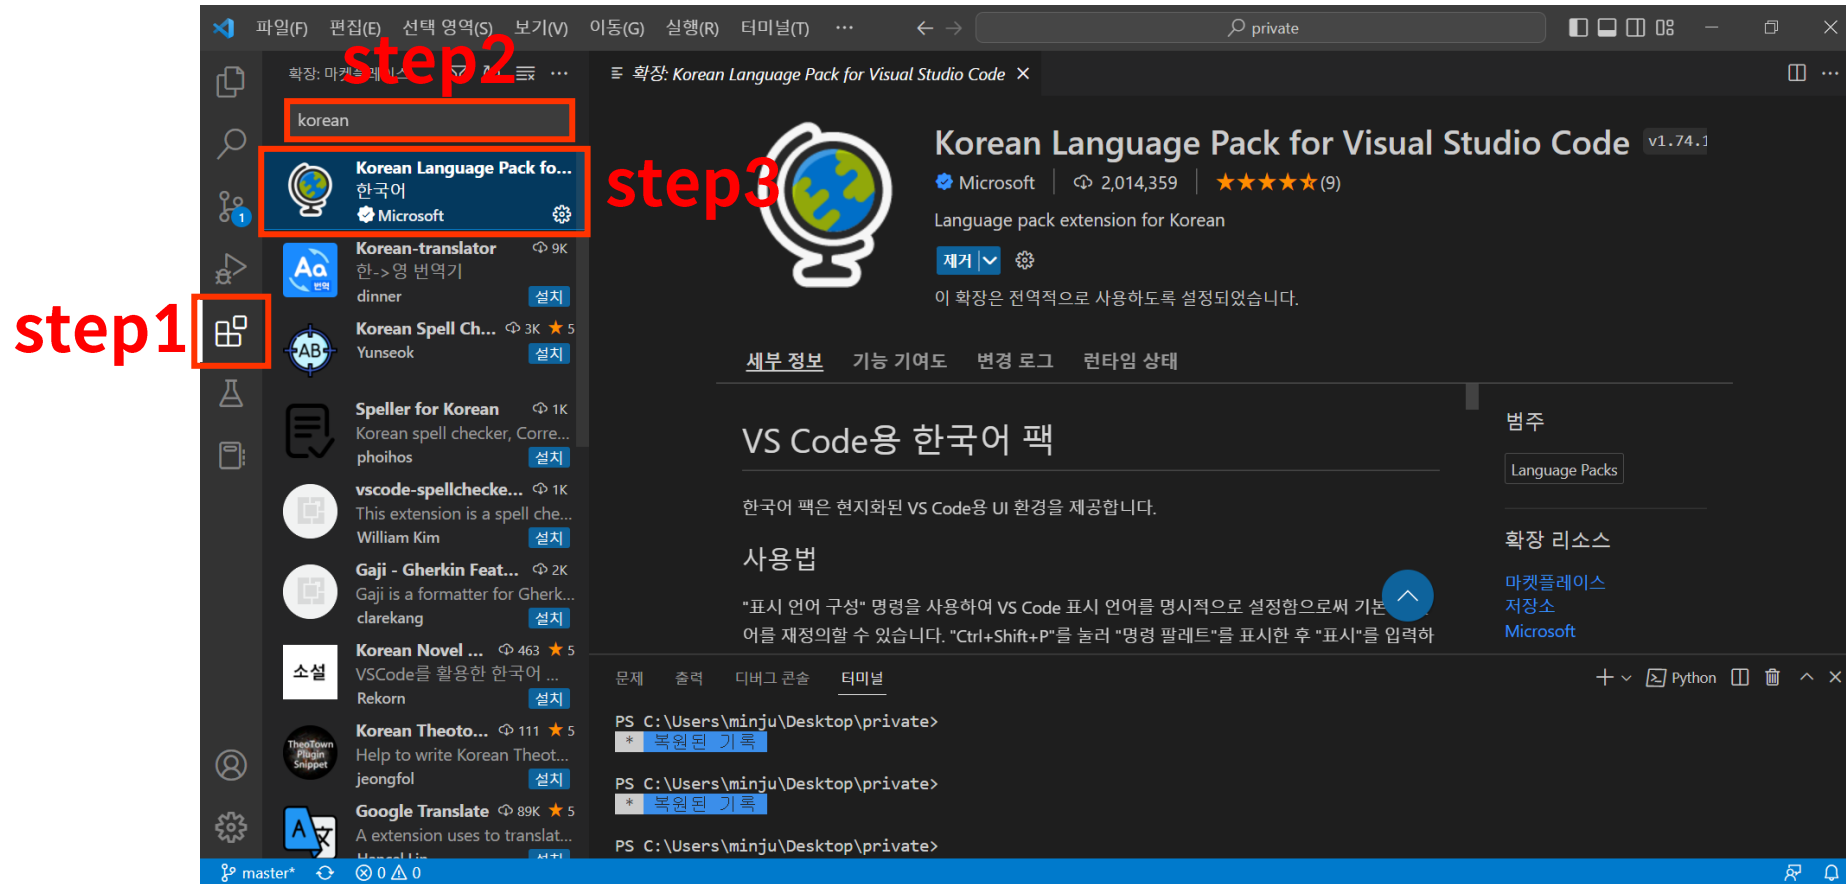 파일(F) 편집(E) 선택 영역(S) 보기(V) 이동(G) 실행(R) 터미널(T) ··· private
step2
확장: 마켓플레이스
korean
step1
step3
1
Korean Language Pack fo...
한국어
Microsoft
Korean-translator 9K
한->영 번역기
dinner 설치
Aa
번역
Korean Spell Ch... 3K ★ 5
Yunseok 설치
AB
Speller for Korean 1K
Korean spell checker, Corre...
phoihos 설치
vscode-spellchecke... 1K
This extension is a spell che...
William Kim 설치
Gaji - Gherkin Feat... 2K
Gaji is a formatter for Gherk...
clarekang 설치
소설
Korean Novel ... 463 ★ 5
VSCode를 활용한 한국어 ...
Rekorn 설치
TheoTown
Plugin
Snippet
Korean Theoto... 111 ★ 5
Help to write Korean Theot...
jeongfol 설치
Google Translate 89K ★ 5
A extension uses to translat...
확장: Korean Language Pack for Visual Studio Code
Korean Language Pack for Visual Studio Code v1.74.1
Microsoft 2,014,359 (9)
Language pack extension for Korean
제거
이 확장은 전역적으로 사용하도록 설정되었습니다.
세부 정보 기능 기여도 변경 로그 런타임 상태
VS Code용 한국어 팩
한국어 팩은 현지화된 VS Code용 UI 환경을 제공합니다.
사용법
"표시 언어 구성" 명령을 사용하여 VS Code 표시 언어를 명시적으로 설정함으로써 기본
어를 재정의할 수 있습니다. "Ctrl+Shift+P"를 눌러 "명령 팔레트"를 표시한 후 "표시"를 입력하
범주
Language Packs
확장 리소스
마켓플레이스
저장소
Microsoft
문제 출력 디버그 콘솔 터미널 Python
PS C:\Users\minju\Desktop\private>
* 복원된 기록
PS C:\Users\minju\Desktop\private>
* 복원된 기록
PS C:\Users\minju\Desktop\private>
master* 0 0